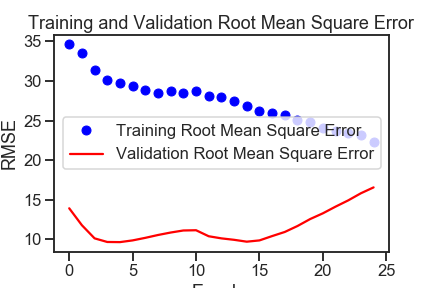 Training and Validation Root Mean Square Error
35
30
25
20
15
10
RMSE
Training Root Mean Square Error
Validation Root Mean Square Error
0 5 10 15 20 25